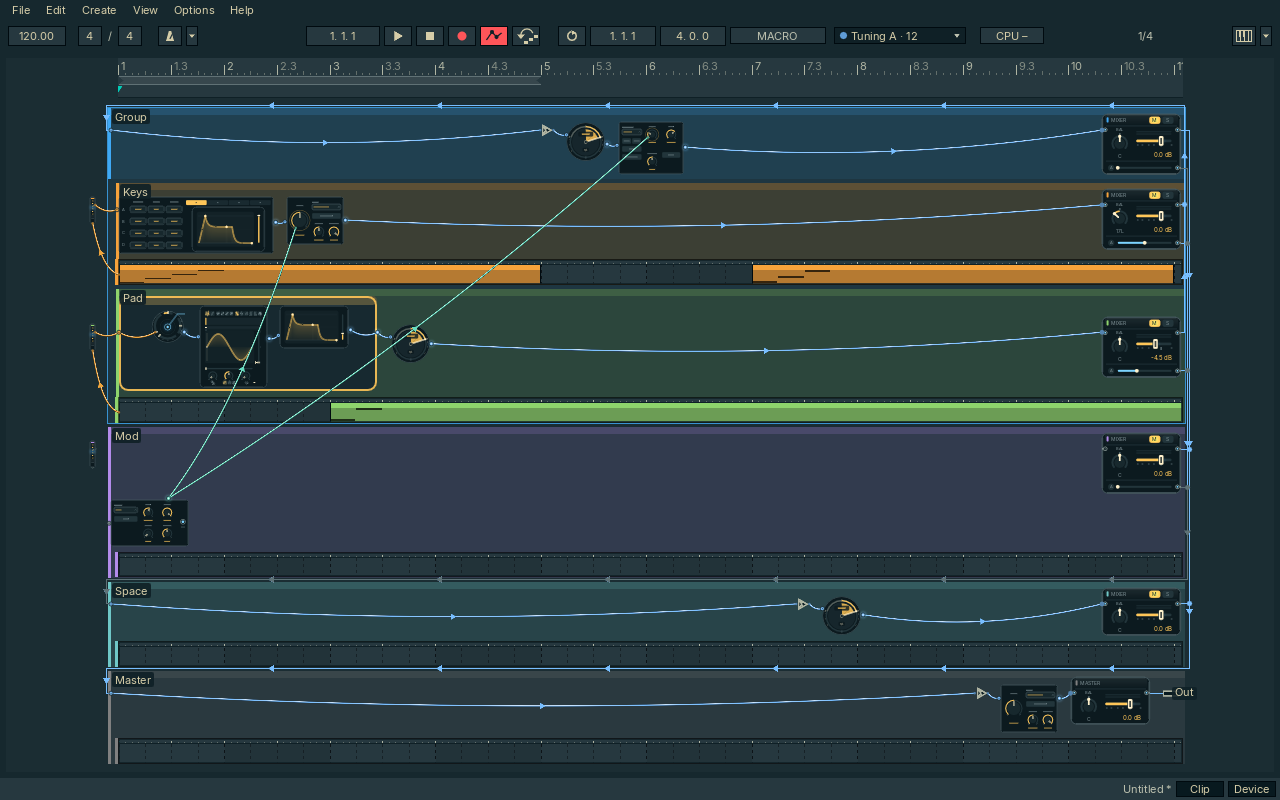 File Edit Create View Options Help
120.00 4 / 4 1. 1. 1 1. 1. 1 4. 0. 0 MACRO Tuning A · 12 CPU – 1/4
1 1.3 2 2.3 3 3.3 4 4.3 5 5.3 6 6.3 7 7.3 8 8.3 9 9.3 10 10.3 11
Group
MIXER M S
C 0.0 dB
Keys
MIXER M S
0.0 dB
Pad
MIXER M S
-4.5 dB
Mod
MIXER M S
C 0.0 dB
Space
MIXER M S
C 0.0 dB
Master
MASTER
C 0.0 dB
Out
Untitled * Clip Device